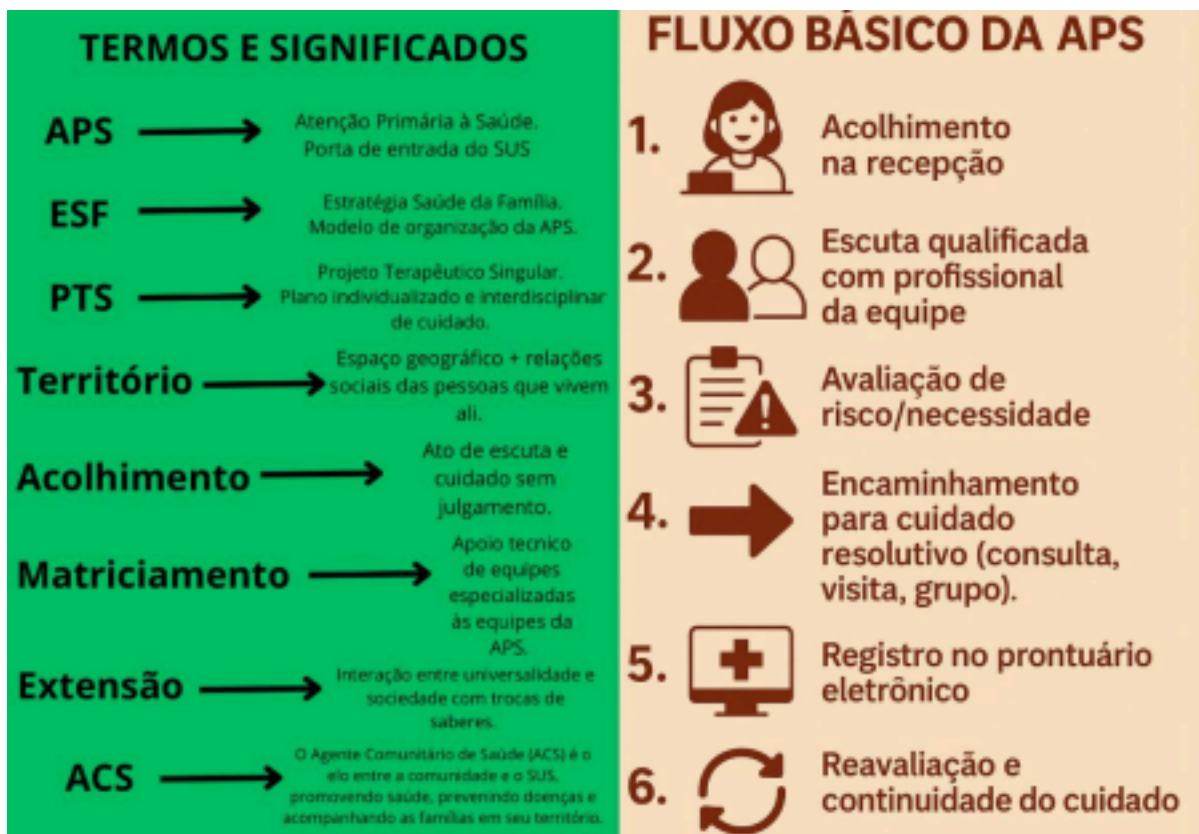 TERMOS E SIGNIFICADOS
APS
Atenção Primária à Saúde.
Porta de entrada do SUS
ESF
Estratégia Saúde da Família.
Modelo de organização da APS.
PTS
Projeto Terapêutico Singular.
Plano individualizado e interdisciplinar
de cuidado.
Território
Espaço geográfico + relações
sociais das pessoas que vivem
ali.
Acolhimento
Ato de escuta e
cuidado sem
julgamento.
Matriciamento
Apoio tecnico
de equipes
especializadas
às equipes da
APS.
Extensão
Interação entre universalidade e
sociedade com trocas de
saberes.
ACS
O Agente Comunitário de Saúde (ACS) é o
elo entre a comunidade e o SUS,
promovendo saúde, prevenindo doenças e
acompanhando as famílias em seu território.
FLUXO BÁSICO DA APS
1. Acolhimento
na recepção
2. Escuta qualificada
com profissional
da equipe
3. Avaliação de
risco/necessidade
4. Encaminhamento
para cuidado
resolutivo (consulta,
visita, grupo).
5. Registro no prontuário
eletrônico
6. Reavaliação e
continuidade do cuidado